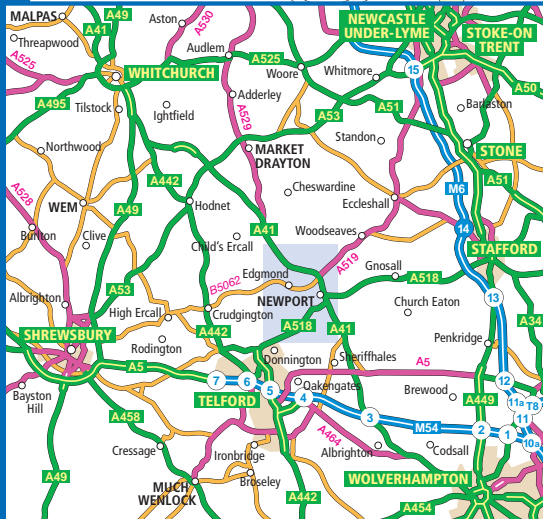 MALPAS
A49
Aston
A530
NEWCASTLE
UNDER-LYME
STOKE-ON
TRENT
A41
Threapwood
Audlem
A525
A525
WHITCHURCH
Woore
Whitmore
15
A50
A495
Tilstock
Ightfield
Adderley
A529
A53
A51
Barlaston
Standon
Northwood
MARKET
DRAYTON
STONE
A442
A51
A528
Cheswardine
M6
WEM
A49
Hodnet
Eccleshall
Burlton
Clive
A41
Child's Ercall
Woodseaves
14
STAFFORD
A519
Edgmond
Gnosall
A518
A53
B5062
NEWPORT
13
Albrighton
High Ercall
Crudgington
Church Eaton
A34
SHREWSBURY
A442
A518
A41
Rodington
Penkridge
Donnington
Sheriffhales
A5
A5
7
6
5
Oakengates
12
Bayston
Hill
TELFORD
4
Brewood
A449
11a
T8
A458
3
M54
2
1
11
10a
A464
Cressage
Ironbridge
Albrighton
Codsall
A49
MUCH
WENLOCK
Broseley
WOLVERHAMPTON
A442
A454